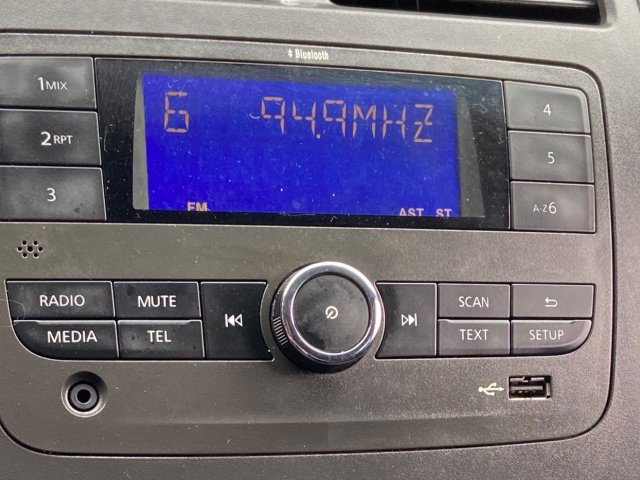 Bluetooth
1MIX
6 94.9MHZ
4
2RPT
5
3
FM AST ST
A-Z6
RADIO MUTE SCAN
MEDIA TEL TEXT SETUP